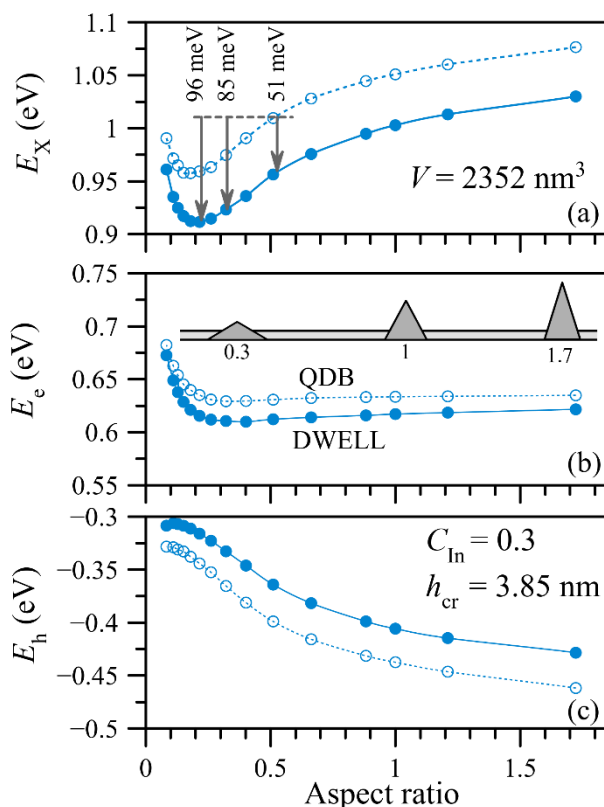 1.1
1.05
1
0.95
0.9
E_X (eV)
96 meV
85 meV
51 meV
V = 2352 nm³
(a)
0.75
0.7
0.65
0.6
0.55
E_e (eV)
0.3
1
1.7
QDB
DWELL
(b)
−0.3
−0.35
−0.4
−0.45
−0.5
E_h (eV)
C_In = 0.3
h_cr = 3.85 nm
(c)
0
0.5
1
1.5
Aspect ratio